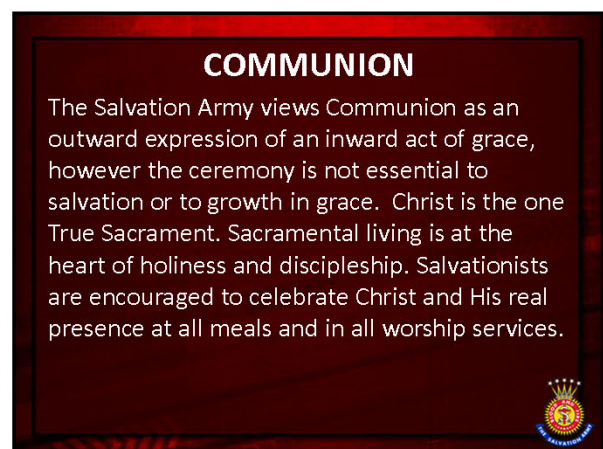 COMMUNION
The Salvation Army views Communion as an
outward expression of an inward act of grace,
however the ceremony is not essential to
salvation or to growth in grace.  Christ is the one
True Sacrament. Sacramental living is at the
heart of holiness and discipleship. Salvationists
are encouraged to celebrate Christ and His real
presence at all meals and in all worship services.
THE SALVATION ARMY